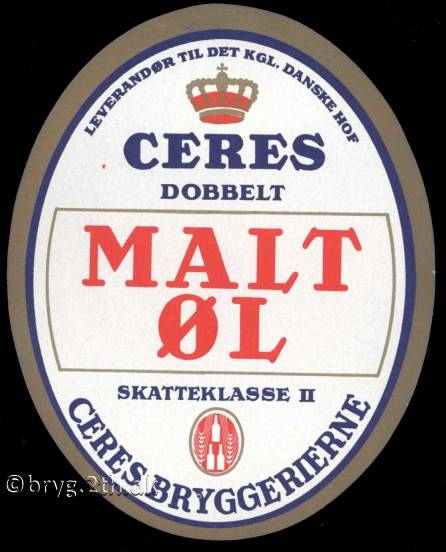 LEVERANDØR TIL DET KGL. DANSKE HOF
CERES
DOBBELT
MALT
ØL
SKATTEKLASSE II
CERES BRYGGERIERNE
©bryg.2th.dk